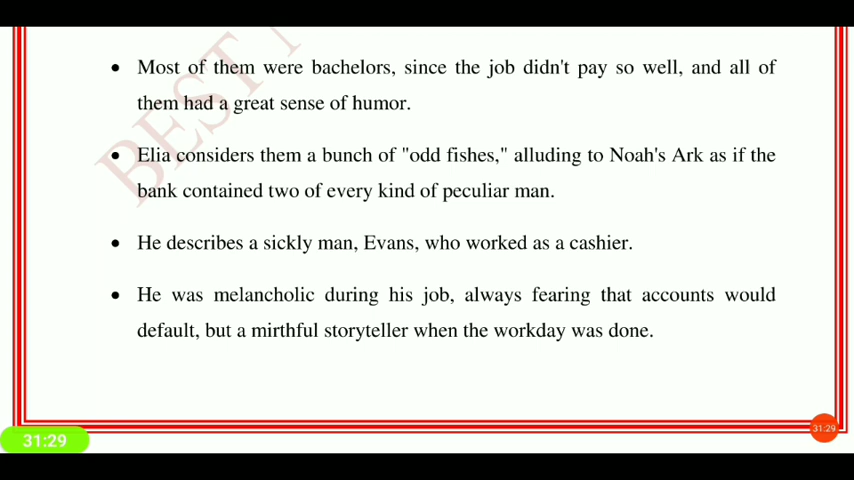 • Most of them were bachelors, since the job didn't pay so well, and all of
them had a great sense of humor.
• Elia considers them a bunch of "odd fishes," alluding to Noah's Ark as if the
bank contained two of every kind of peculiar man.
• He describes a sickly man, Evans, who worked as a cashier.
• He was melancholic during his job, always fearing that accounts would
default, but a mirthful storyteller when the workday was done.
BEST
31:29
31:29